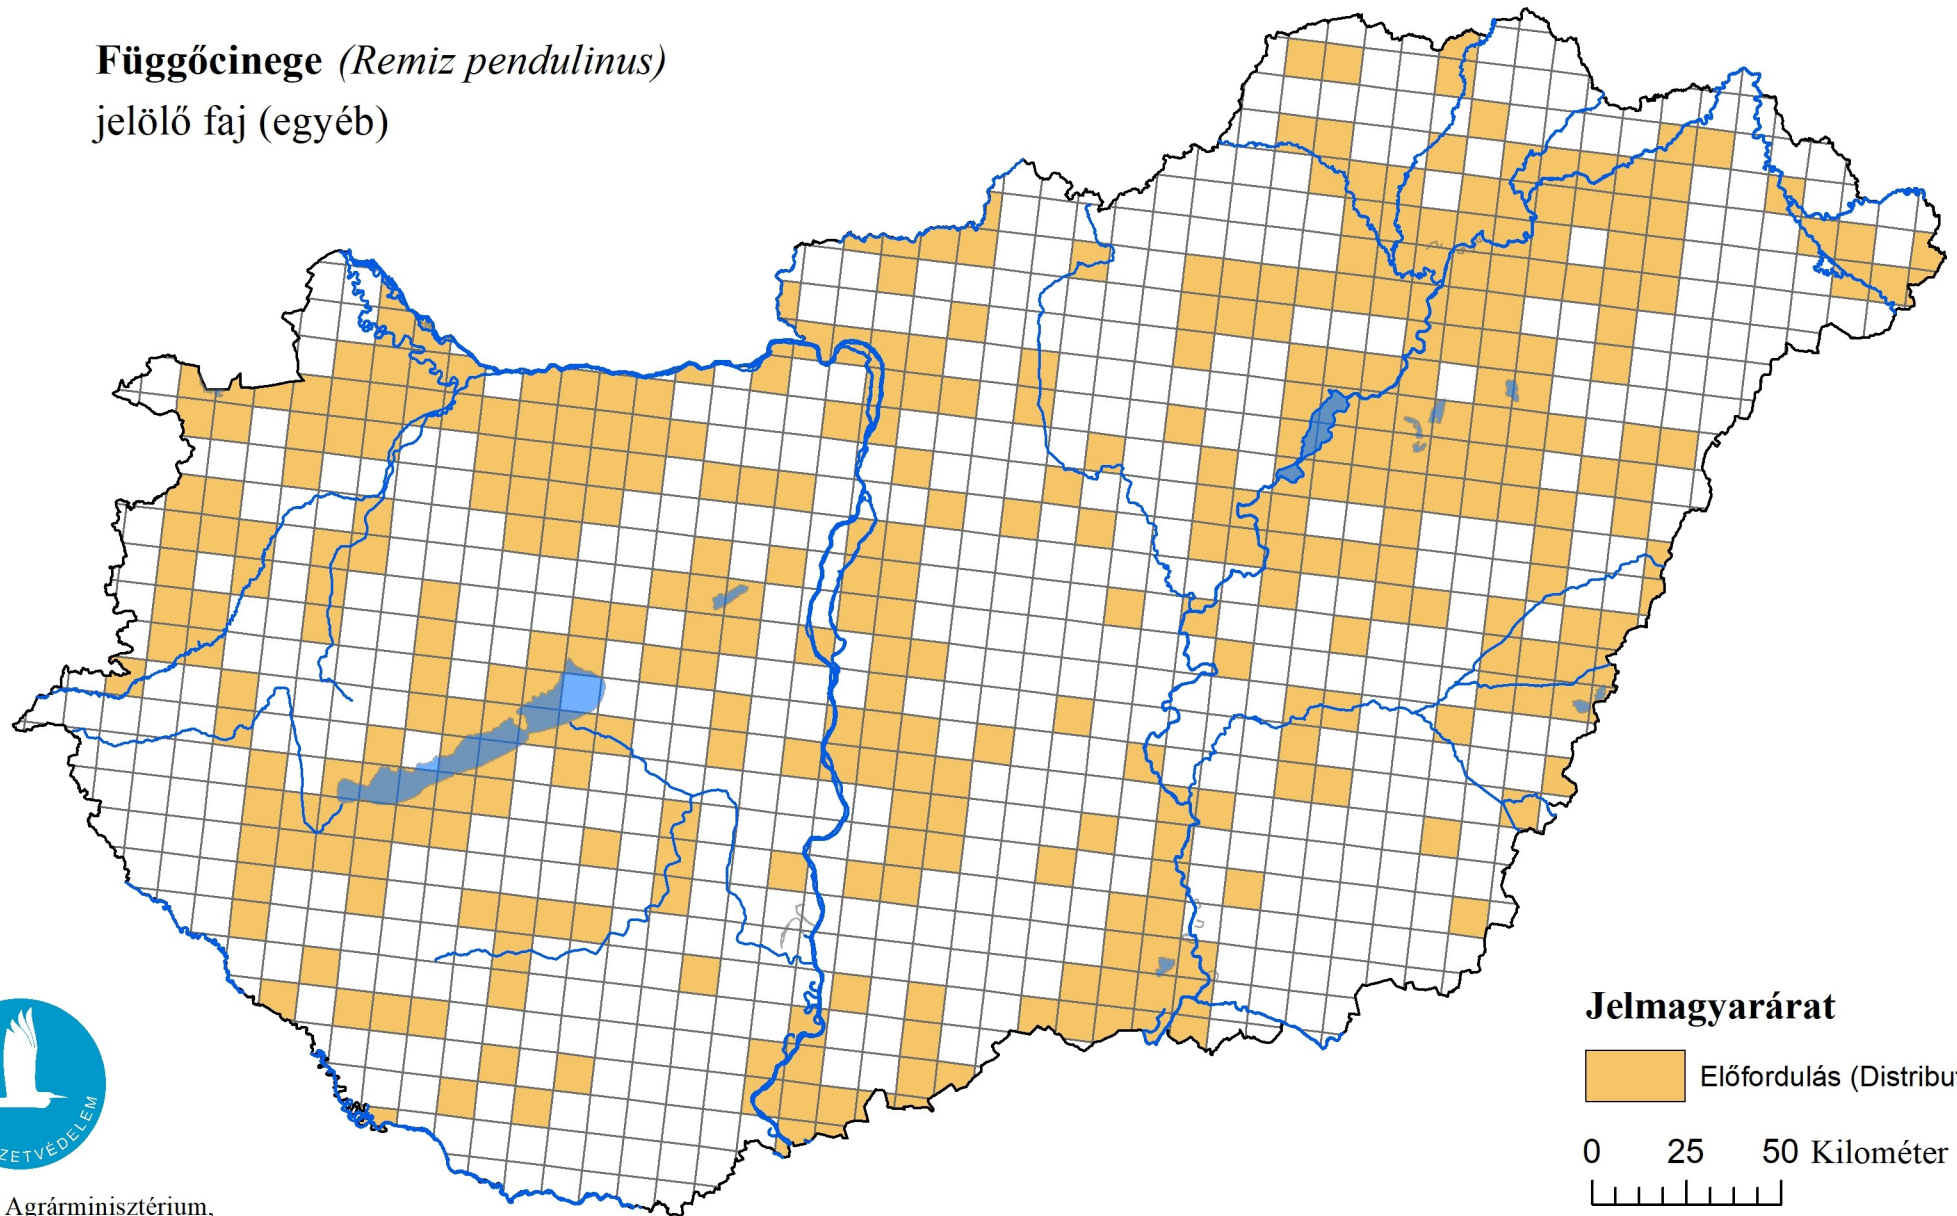 Függőcinege (Remiz pendulinus)
jelölő faj (egyéb)
Jelmagyarárat
Előfordulás (Distribu
0 25 50 Kilométer
ZETVÉDELEM
Agrárminisztérium,